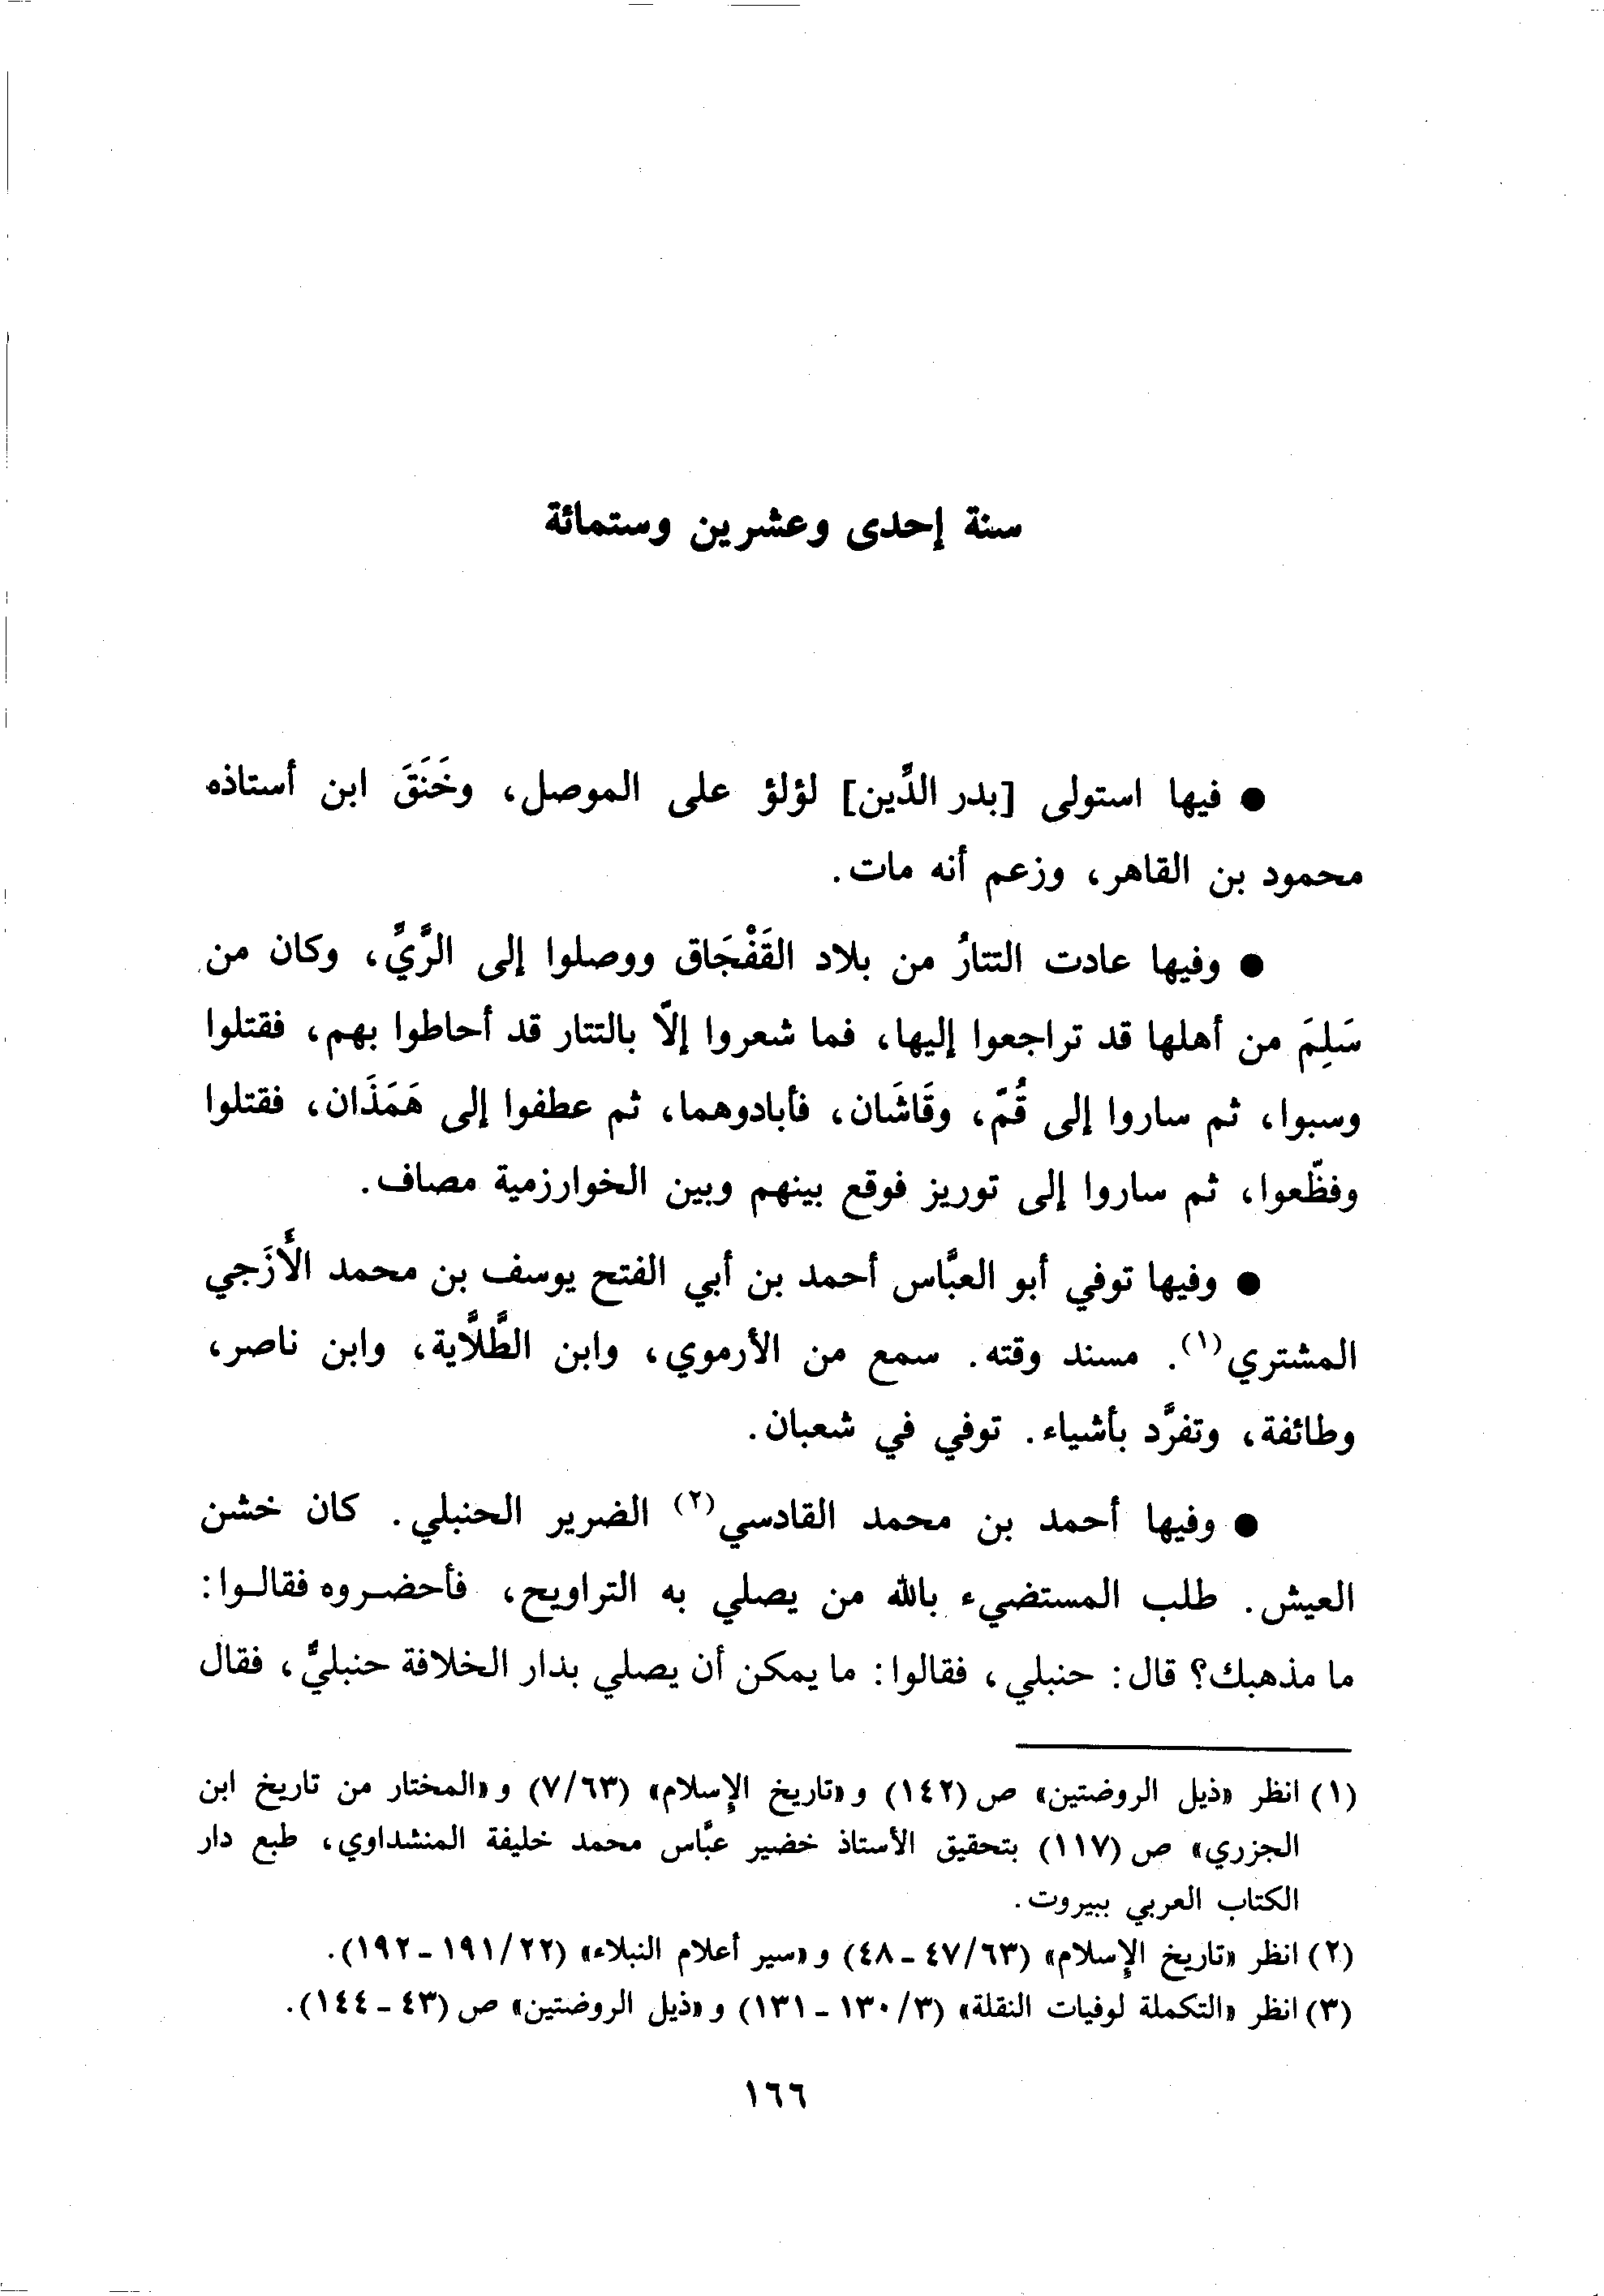 سنة إحدى وعشرين وستمائة
● فيها استولى [بدر الدِّين] لؤلؤ على الموصل، وخَنَقَ ابن أستاذه
محمود بن القاهر، وزعم أنه مات.
● وفيها عادت التتارُ من بلاد القَفْجَاق ووصلوا إلى الرَّيِّ، وكان من
سَلِمَ من أهلها قد تراجعوا إليها، فما شعروا إلّا بالتتار قد أحاطوا بهم، فقتلوا
وسبوا، ثم ساروا إلى قُمّ، وقَاشَان، فأبادوهما، ثم عطفوا إلى هَمَذَان، فقتلوا
وفظّعوا، ثم ساروا إلى توريز فوقع بينهم وبين الخوارزمية مصاف.
● وفيها توفي أبو العبَّاس أحمد بن أبي الفتح يوسف بن محمد الأَزَجي
المشتري(١). مسند وقته. سمع من الأرموي، وابن الطَّلَّاية، وابن ناصر،
وطائفة، وتفرَّد بأشياء. توفي في شعبان.
● وفيها أحمد بن محمد القادسي(٢) الضرير الحنبلي. كان خشن
العيش. طلب المستضيء بالله من يصلي به التراويح، فأحضروه فقالوا:
ما مذهبك؟ قال: حنبلي، فقالوا: ما يمكن أن يصلي بدار الخلافة حنبليٌّ، فقال
(١) انظر «ذيل الروضتين» ص (١٤٢) و «تاريخ الإسلام» (٧/٦٣) و «المختار من تاريخ ابن
الجزري» ص (١١٧) بتحقيق الأستاذ خضير عبَّاس محمد خليفة المنشداوي، طبع دار
الكتاب العربي ببيروت.
(٢) انظر «تاريخ الإسلام» (٤٧/٦٣ - ٤٨) و «سير أعلام النبلاء» (١٩١/٢٢ - ١٩٢).
(٣) انظر «التكملة لوفيات النقلة» (١٣٠/٣ - ١٣١) و «ذيل الروضتين» ص (٤٣ - ١٤٤).
١٦٦